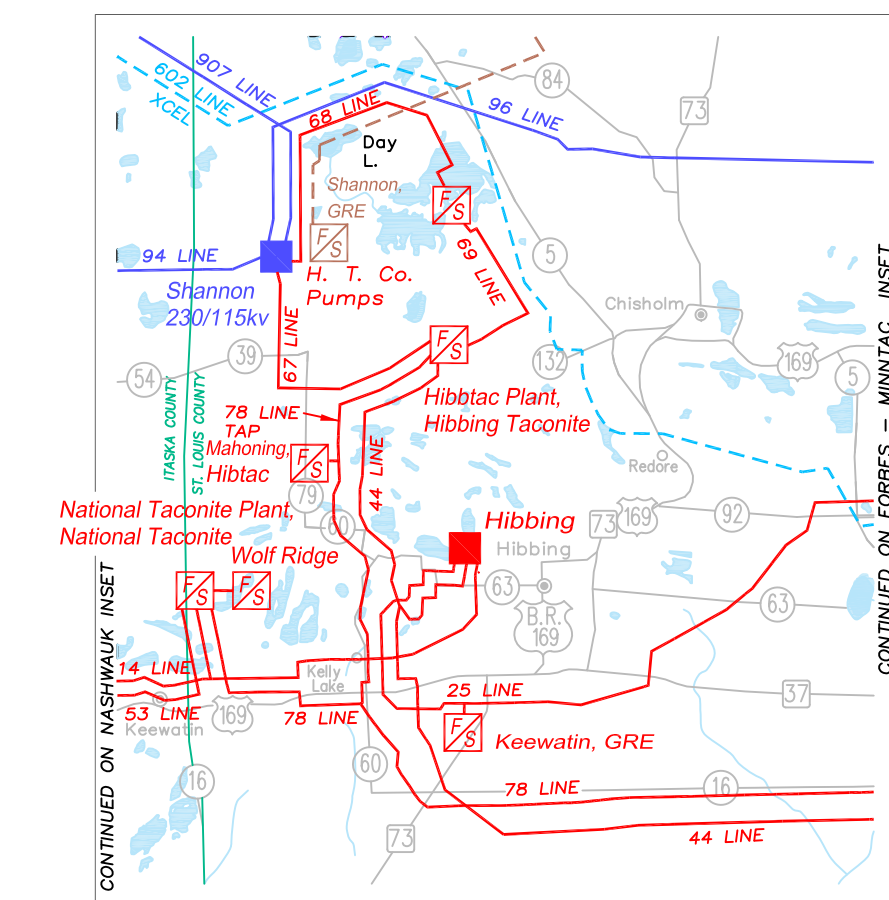 907 LINE
602 LINE
XCEL
68 LINE
96 LINE
84
73
Day
L.
Shannon,
GRE
F/S
F/S
69 LINE
5
94 LINE
H. T. Co.
Pumps
Shannon
230/115kv
67 LINE
Chisholm
F/S
39
54
132
169
5
Hibbtac Plant,
Hibbing Taconite
78 LINE
TAP
Mahoning,
Hibtac
F/S
44 LINE
ITASKA COUNTY
ST. LOUIS COUNTY
Redore
79
60
National Taconite Plant,
National Taconite
Wolf Ridge
Hibbing
Hibbing
73
169
92
F/S
F/S
63
B.R.
169
63
14 LINE
Kelly
Lake
53 LINE
Keewatin
169
78 LINE
25 LINE
37
F/S
Keewatin, GRE
16
60
78 LINE
16
73
44 LINE
CONTINUED ON NASHWAUK INSET
CONTINUED ON FORBES - MINNTAC INSET